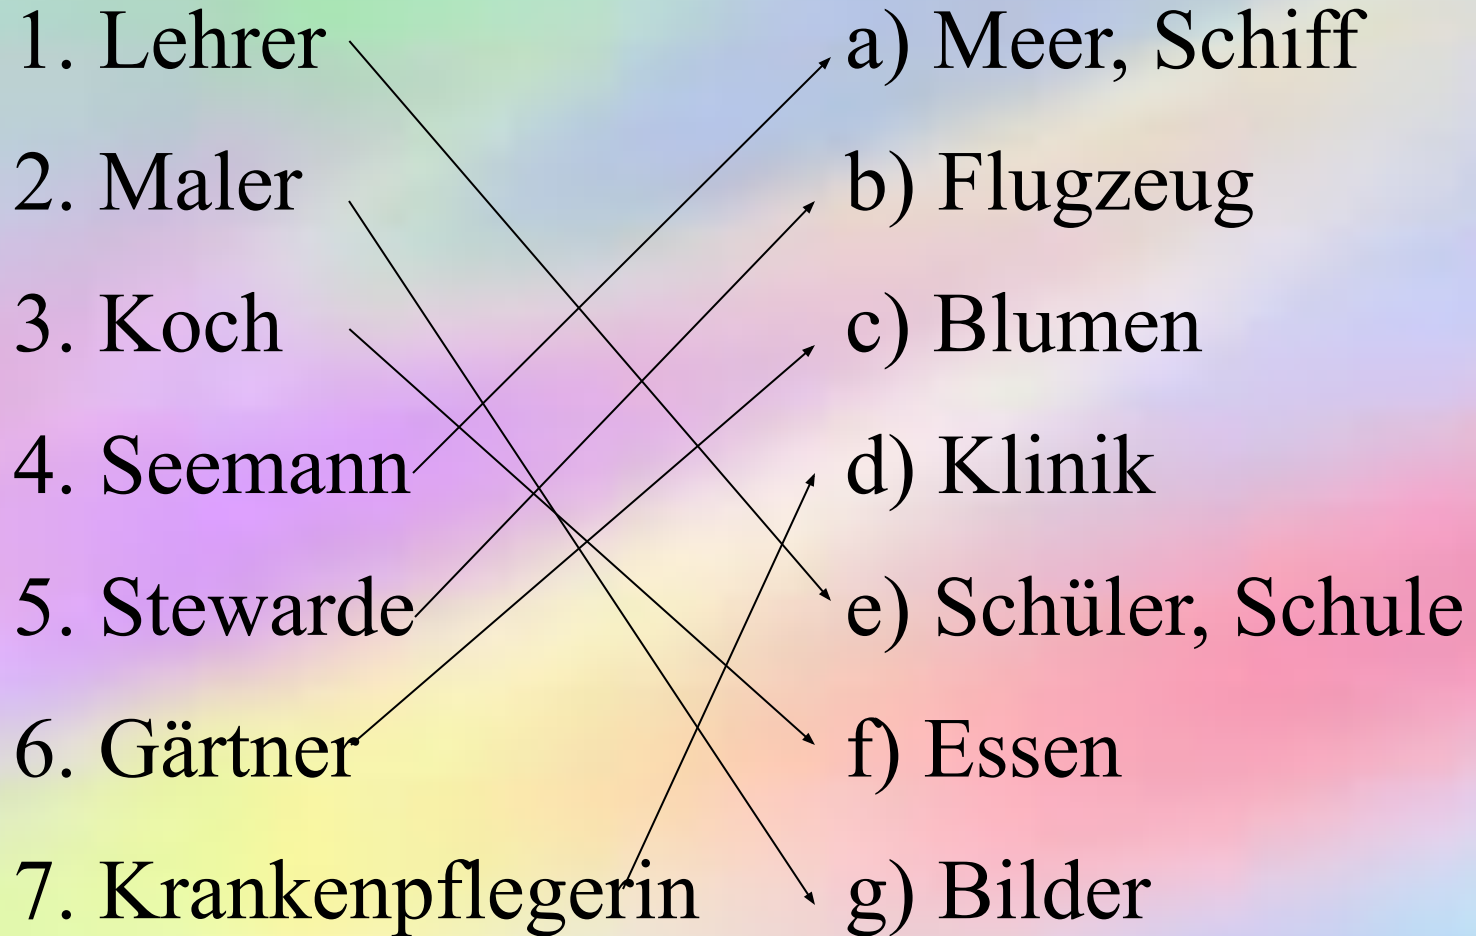 1. Lehrer
2. Maler
3. Koch
4. Seemann
5. Stewarde
6. Gärtner
7. Krankenpflegerin
a) Meer, Schiff
b) Flugzeug
c) Blumen
d) Klinik
e) Schüler, Schule
f) Essen
g) Bilder